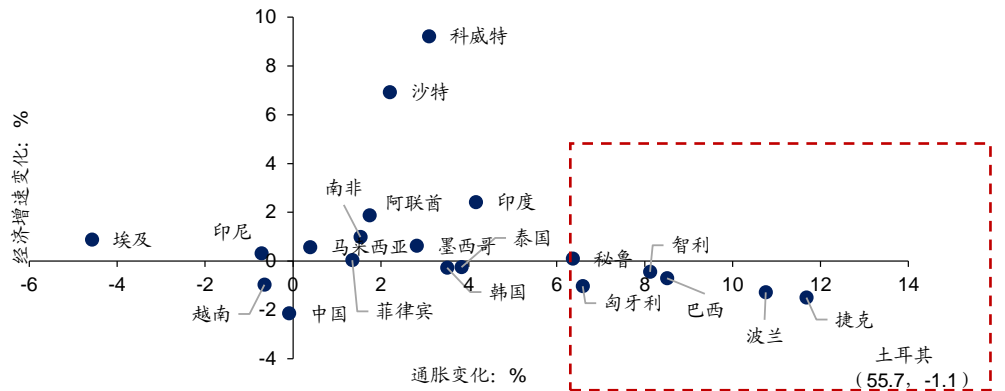 10
科威特
8
沙特
6
经济增速变化: %
4
南非
2
阿联酋
印度
印尼
泰国
埃及
马来西亚
墨西哥
智利
0
秘鲁
-6
-4
-2
0
2
4
6
8
10
12
14
越南
中国
菲律宾
韩国
匈牙利
巴西
捷克
-2
波兰
土耳其
-4
通胀变化: %
(55.7, -1.1)